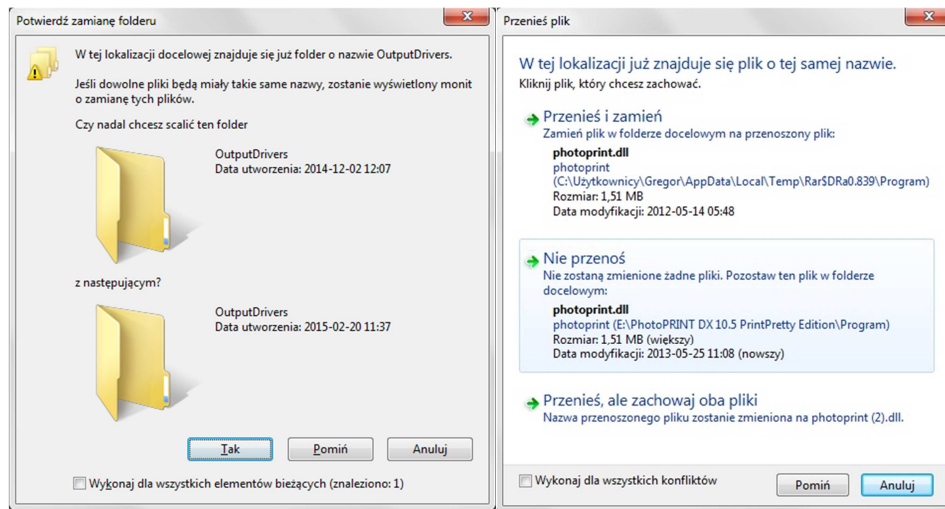 Potwierdź zamianę folderu
W tej lokalizacji docelowej znajduje się już folder o nazwie OutputDrivers.
Jeśli dowolne pliki będą miały takie same nazwy, zostanie wyświetlony monit
o zamianę tych plików.
Czy nadal chcesz scalić ten folder
OutputDrivers
Data utworzenia: 2014-12-02 12:07
z następującym?
OutputDrivers
Data utworzenia: 2015-02-20 11:37
Tak
Pomiń
Anuluj
Wykonaj dla wszystkich elementów bieżących (znaleziono: 1)
Przenieś plik
W tej lokalizacji już znajduje się plik o tej samej nazwie.
Kliknij plik, który chcesz zachować.
Przenieś i zamień
Zamień plik w folderze docelowym na przenoszony plik:
photoprint.dll
photoprint
(C:\Użytkownicy\Gregor\AppData\Local\Temp\Rar$DRa0.839\Program)
Rozmiar: 1,51 MB
Data modyfikacji: 2012-05-14 05:48
Nie przenoś
Nie zostaną zmienione żadne pliki. Pozostaw ten plik w folderze
docelowym:
photoprint.dll
photoprint (E:\PhotoPRINT DX 10.5 PrintPretty Edition\Program)
Rozmiar: 1,51 MB (większy)
Data modyfikacji: 2013-05-25 11:08 (nowszy)
Przenieś, ale zachowaj oba pliki
Nazwa przenoszonego pliku zostanie zmieniona na photoprint (2).dll.
Wykonaj dla wszystkich konfliktów
Pomiń
Anuluj